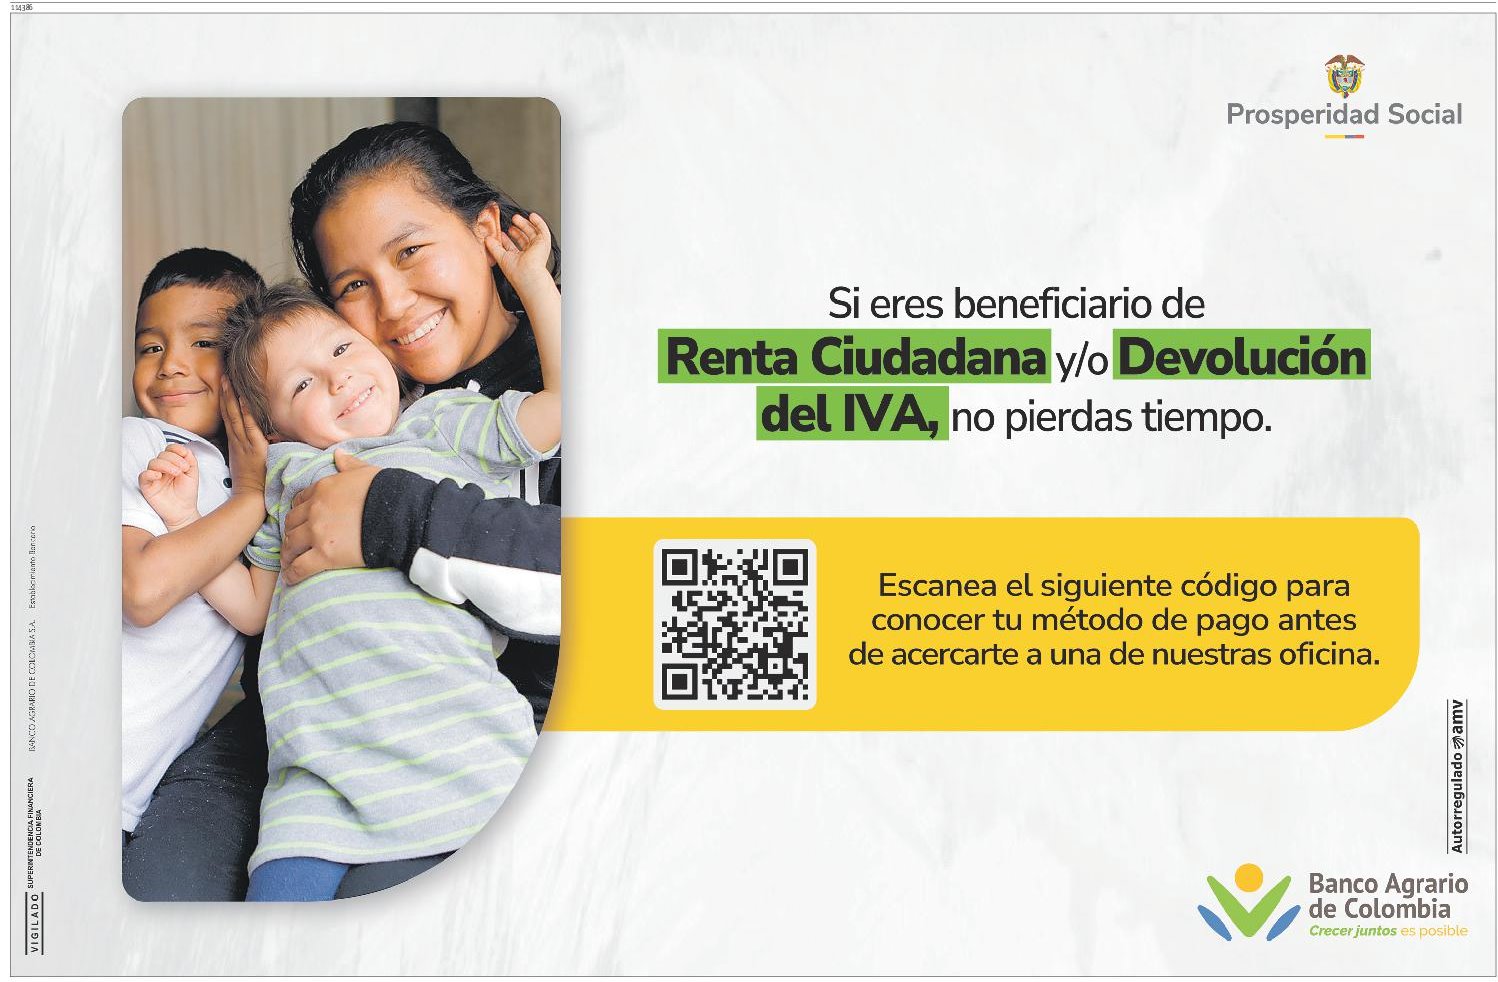 114386
Prosperidad Social
Si eres beneficiario de
Renta Ciudadana y/o Devolución
del IVA, no pierdas tiempo.
Escanea el siguiente código para
conocer tu método de pago antes
de acercarte a una de nuestras oficina.
BANCO AGRARIO DE COLOMBIA S.A. Establecimiento Bancario
VIGILADO
SUPERINTENDENCIA FINANCIERA
DE COLOMBIA
Autorregulado amv
Banco Agrario
de Colombia
Crecer juntos es posible